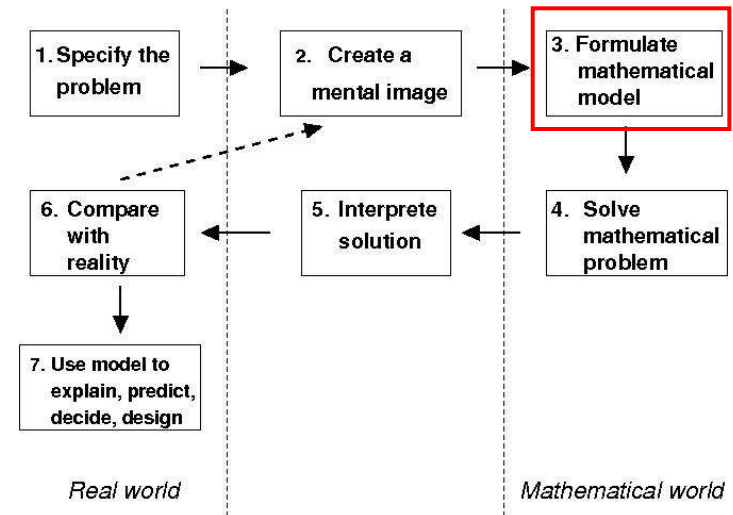 1. Specify the
problem
2. Create a
mental image
3. Formulate
mathematical
model
6. Compare
with
reality
5. Interprete
solution
4. Solve
mathematical
problem
7. Use model to
explain, predict,
decide, design
Real world
Mathematical world